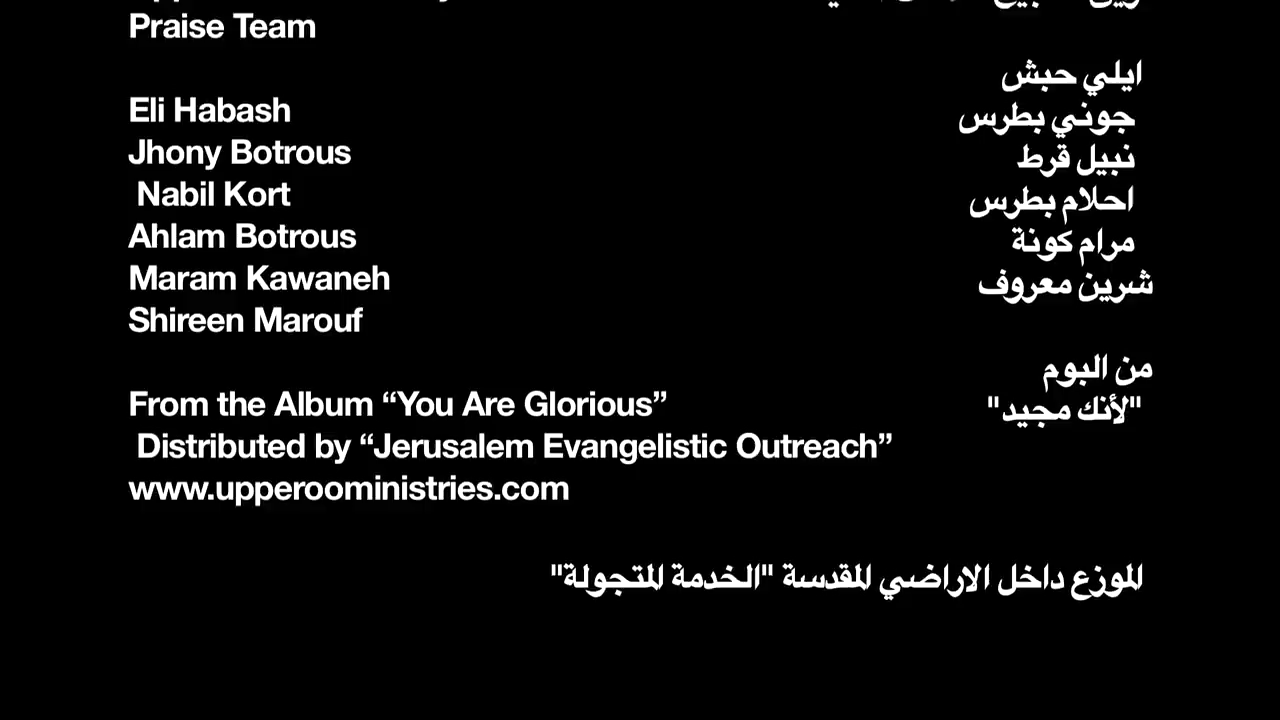 Praise Team
Eli Habash
Jhony Botrous
Nabil Kort
Ahlam Botrous
Maram Kawaneh
Shireen Marouf
From the Album “You Are Glorious”
Distributed by “Jerusalem Evangelistic Outreach”
www.upperooministries.com
ايلي حبش
جوني بطرس
نبيل قرط
احلام بطرس
مرام كونة
شرين معروف
من البوم
"لأنك مجيد"
الموزع داخل الاراضي المقدسة "الخدمة المتجولة"